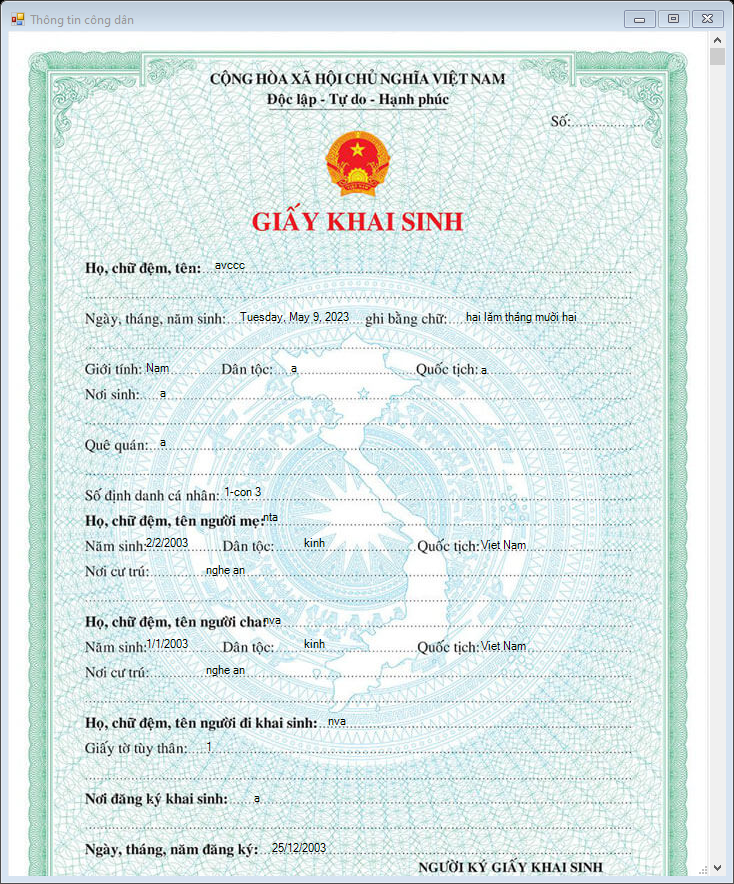 Thông tin công dân
CỘNG HÒA XÃ HỘI CHỦ NGHĨA VIỆT NAM
Độc lập - Tự do - Hạnh phúc
Số:
GIẤY KHAI SINH
Họ, chữ đệm, tên: avccc
Ngày, tháng, năm sinh: Tuesday, May 9, 2023 ghi bằng chữ: hai lăm tháng mười hai
Giới tính: Nam Dân tộc: a Quốc tịch: a
Nơi sinh: a
Quê quán: a
Số định danh cá nhân: 1-con 3
Họ, chữ đệm, tên người mẹ: nta
Năm sinh: 2/2/2003 Dân tộc: kinh Quốc tịch: Viet Nam
Nơi cư trú: nghe an
Họ, chữ đệm, tên người cha: nva
Năm sinh: 1/1/2003 Dân tộc: kinh Quốc tịch: Viet Nam
Nơi cư trú: nghe an
Họ, chữ đệm, tên người đi khai sinh: nva
Giấy tờ tùy thân: 1
Nơi đăng ký khai sinh: a
Ngày, tháng, năm đăng ký: 25/12/2003
NGƯỜI KÝ GIẤY KHAI SINH